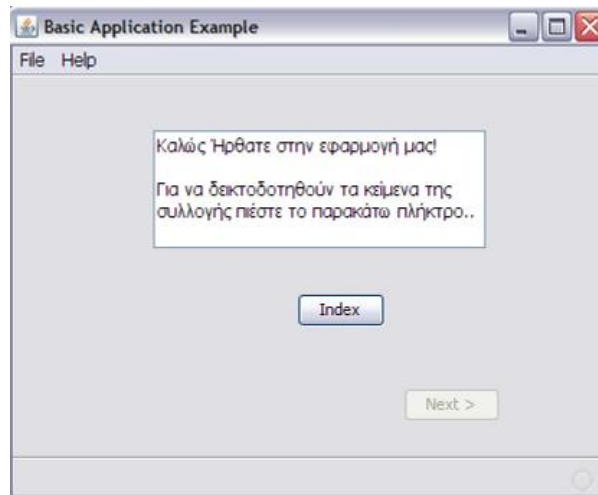 Basic Application Example
File Help
Καλώς Ήρθατε στην εφαρμογή μας!
Για να δεικτοδοτηθούν τα κείμενα της
συλλογής πιέστε το παρακάτω πλήκτρο..
Index
Next >